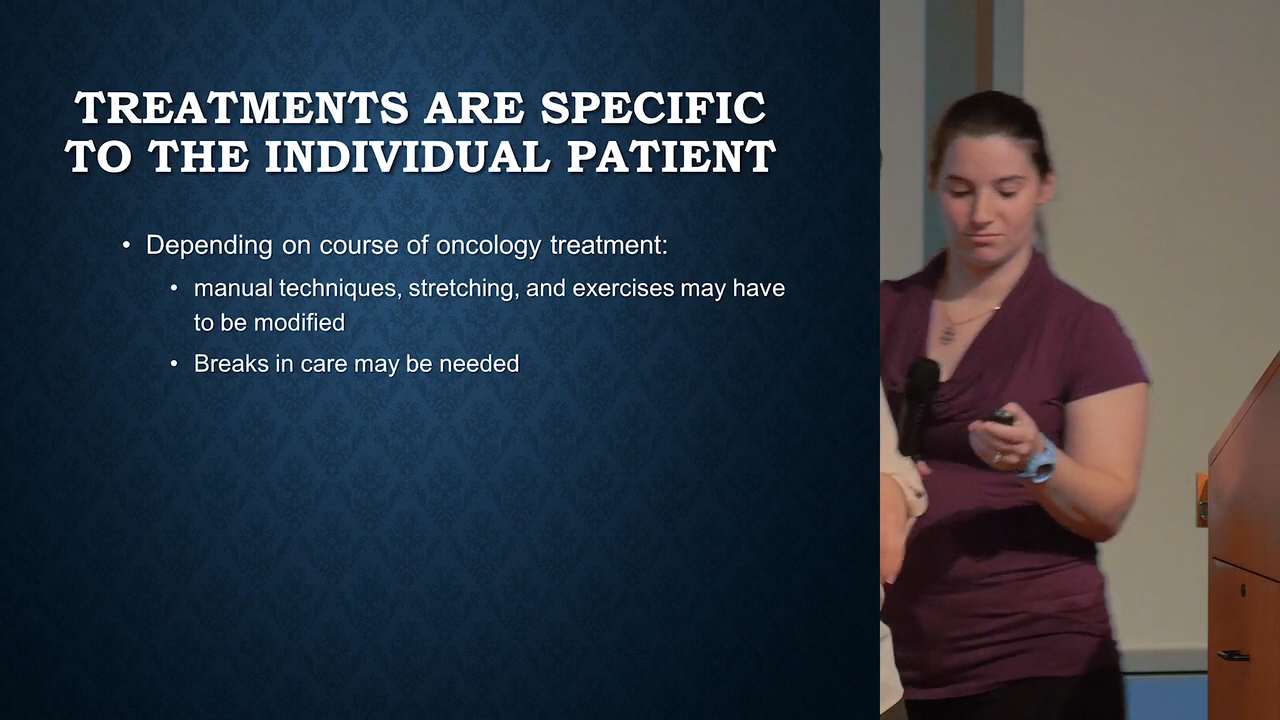 TREATMENTS ARE SPECIFIC
TO THE INDIVIDUAL PATIENT
• Depending on course of oncology treatment:
• manual techniques, stretching, and exercises may have
to be modified
• Breaks in care may be needed